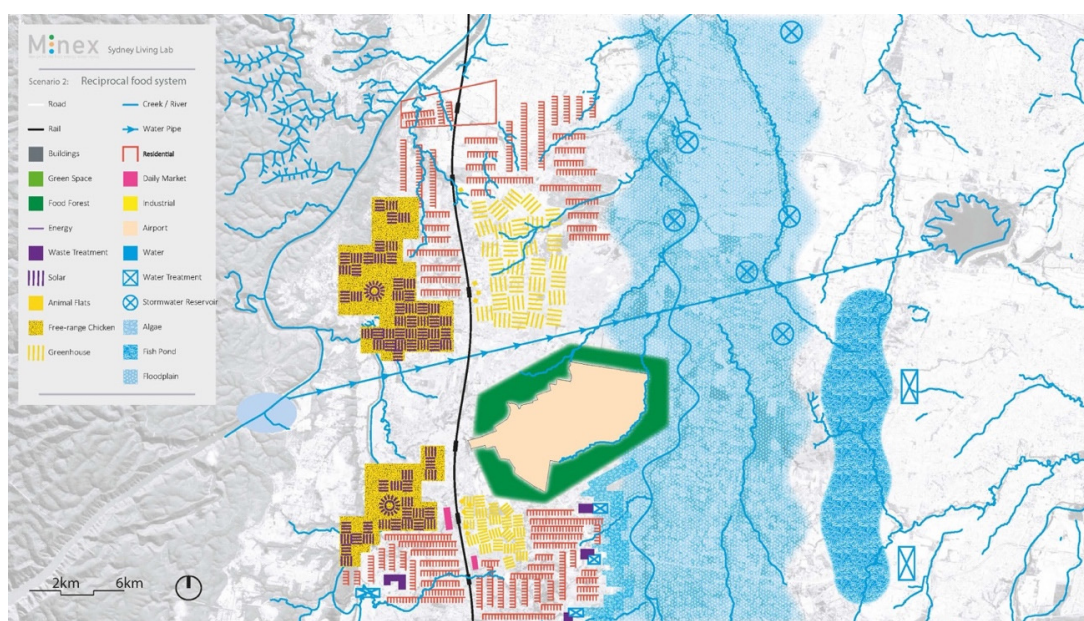 Minex Sydney Living Lab
Scenario 2: Reciprocal food system
Road
Creek / River
Rail
Water Pipe
Buildings
Residential
Green Space
Daily Market
Food Forest
Industrial
Energy
Airport
Waste Treatment
Water
Solar
Water Treatment
Animal Flats
Stormwater Reservoir
Free-range Chicken
Algae
Greenhouse
Fish Pond
Floodplain
2km 6km